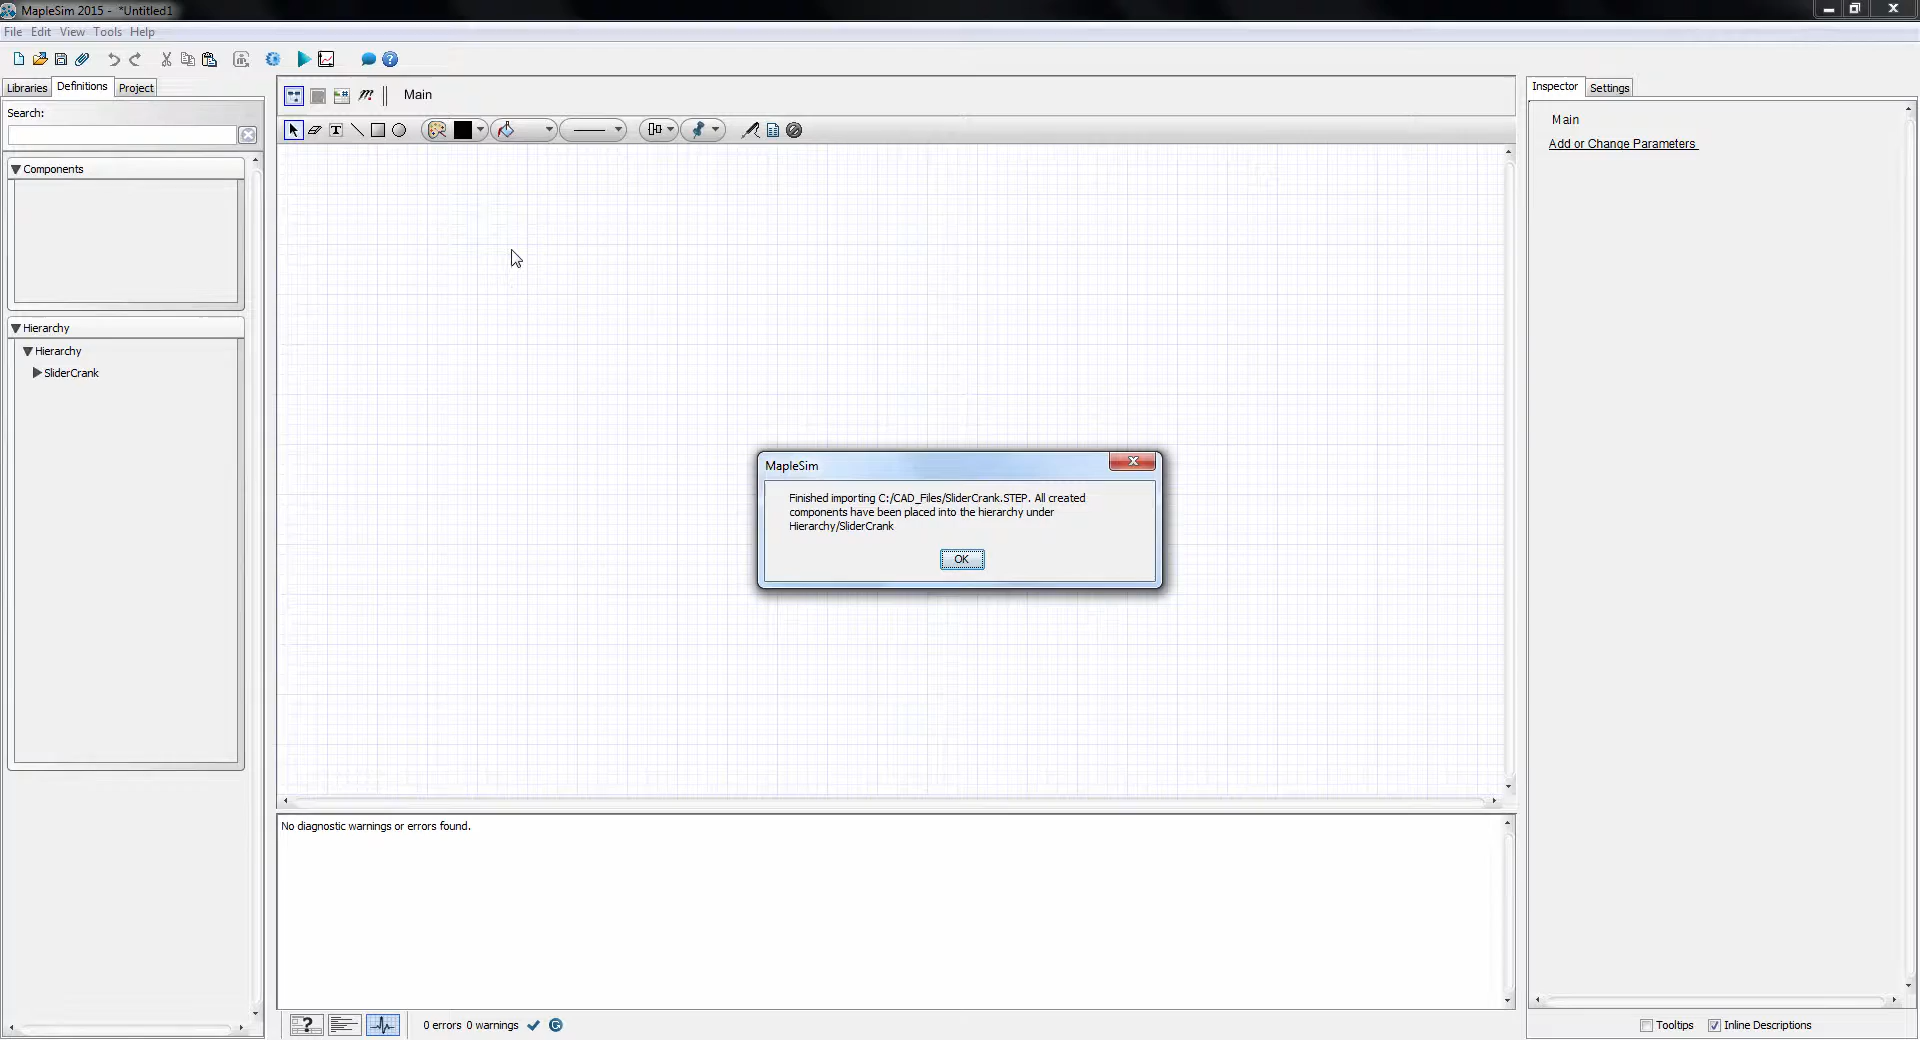 MapleSim 2015 - *Untitled1
File Edit View Tools Help
Libraries Definitions Project
Main
Inspector Settings
Search:
Main
Add or Change Parameters
Components
Hierarchy
Hierarchy
SliderCrank
MapleSim
Finished importing C:/CAD_Files/SliderCrank.STEP. All created
components have been placed into the hierarchy under
Hierarchy/SliderCrank
OK
No diagnostic warnings or errors found.
0 errors 0 warnings
Tooltips Inline Descriptions